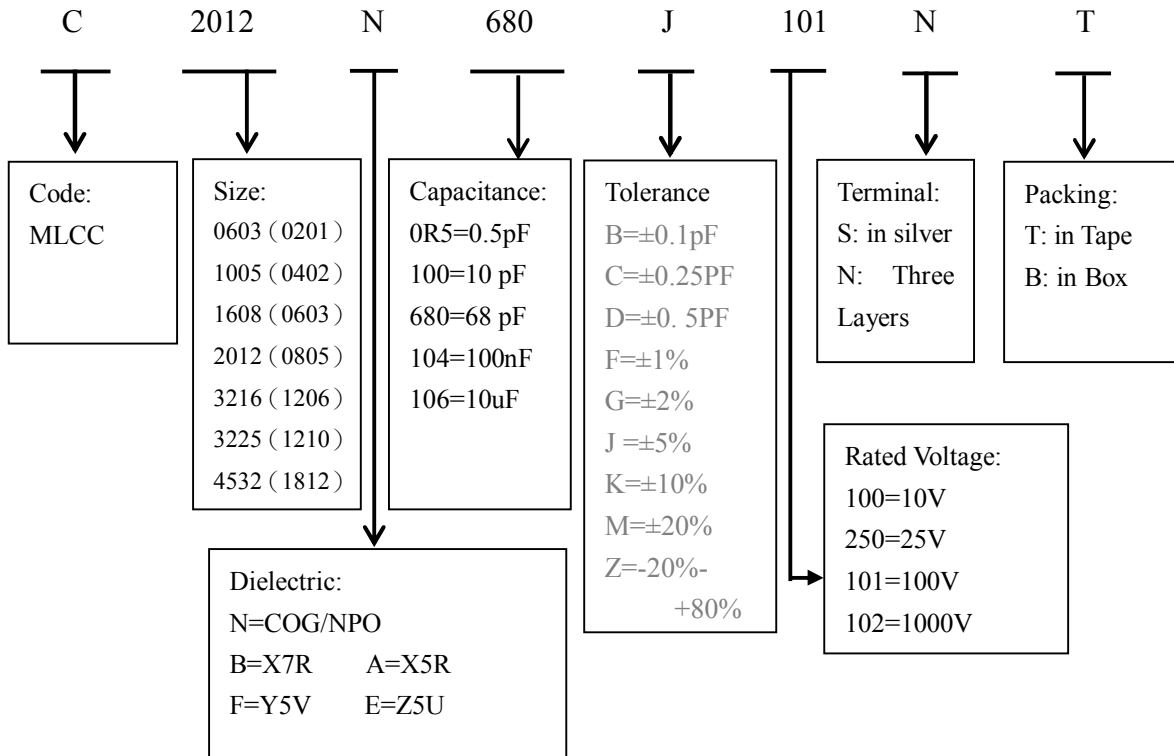 C 2012 N 680 J 101 N T
Code:
MLCC
Size:
0603（0201）
1005（0402）
1608（0603）
2012（0805）
3216（1206）
3225（1210）
4532（1812）
Capacitance:
0R5=0.5pF
100=10 pF
680=68 pF
104=100nF
106=10uF
Tolerance
B=±0.1pF
C=±0.25PF
D=±0. 5PF
F=±1%
G=±2%
J =±5%
K=±10%
M=±20%
Z=-20%-
+80%
Terminal:
S: in silver
N: Three
Layers
Packing:
T: in Tape
B: in Box
Rated Voltage:
100=10V
250=25V
101=100V
102=1000V
Dielectric:
N=COG/NPO
B=X7R A=X5R
F=Y5V E=Z5U